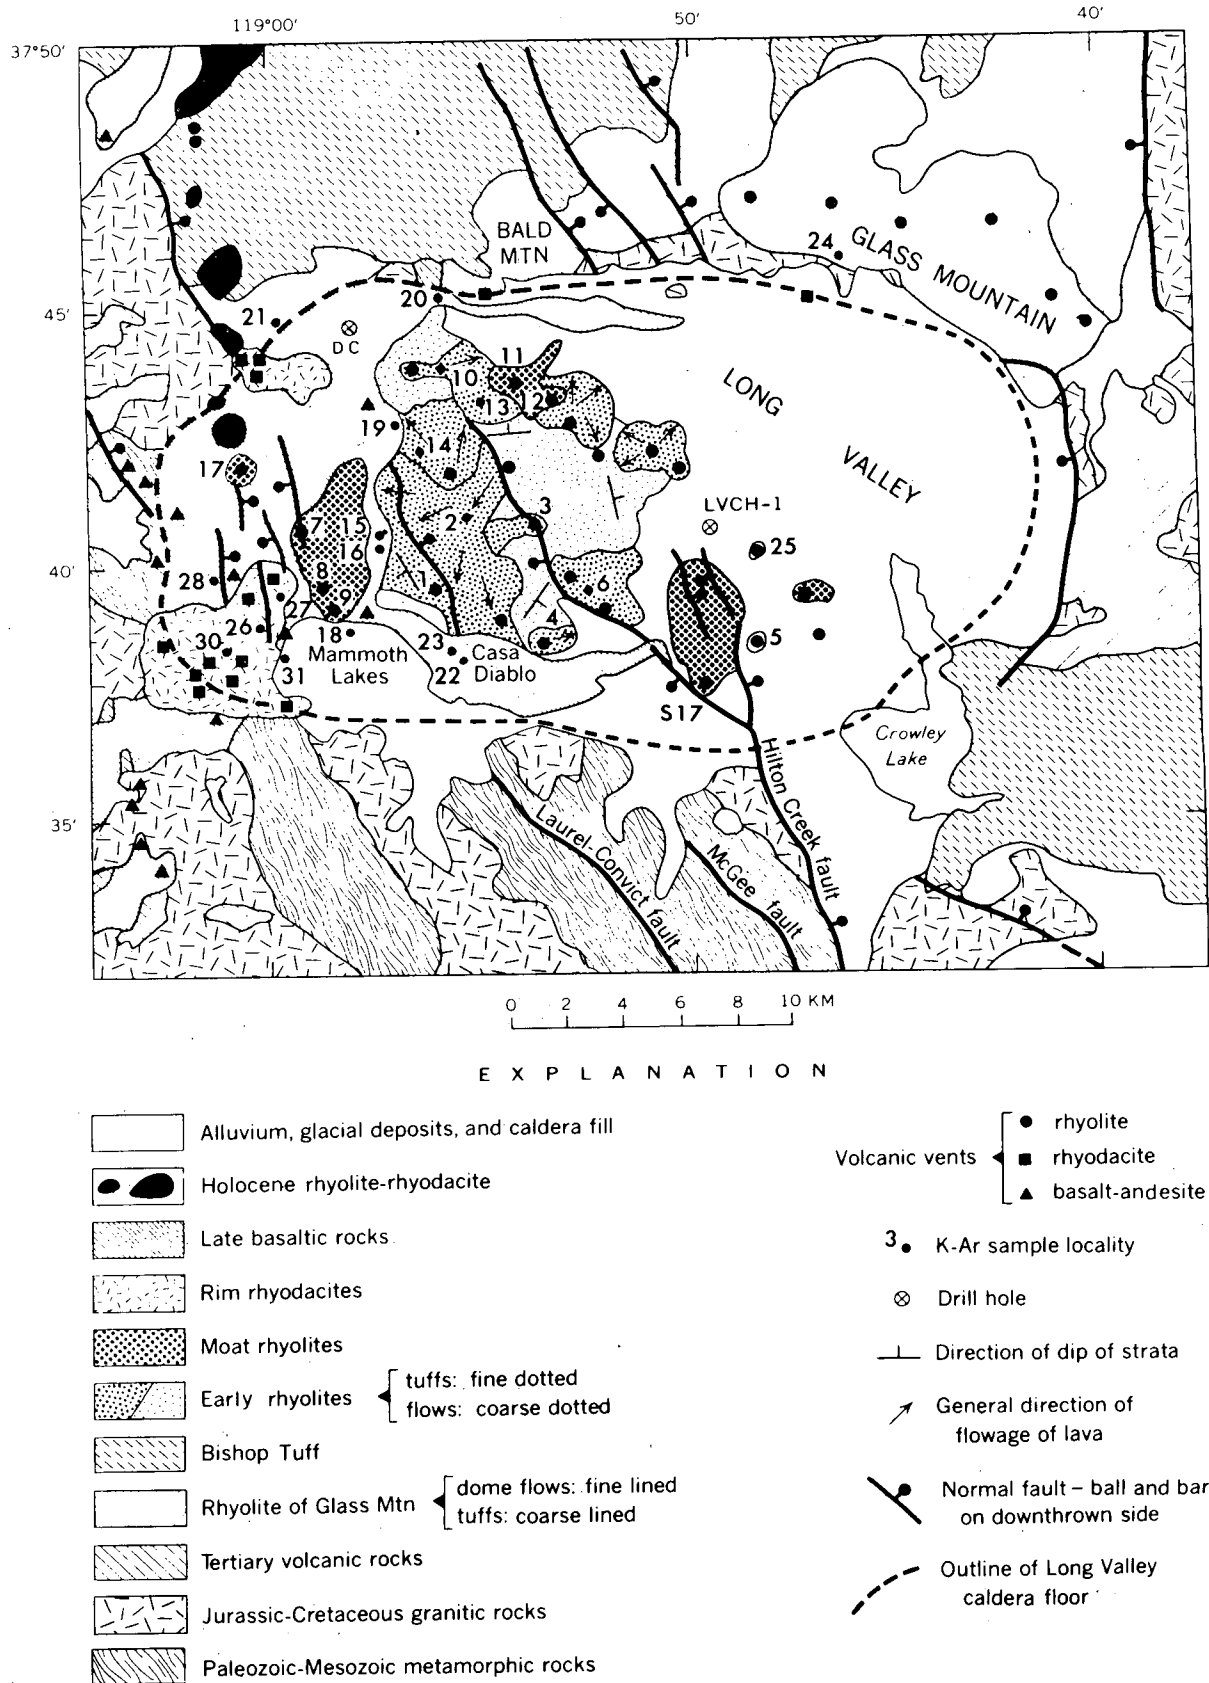 119°00′
50′
40′
37°50′
BALD
MTN
24
GLASS MOUNTAIN
45′
20
21
DC
11
10
13
12
LONG
VALLEY
19
14
17
LVCH-1
3
2
7
15
16
25
40′
28
8
1
6
9
27
26
4
5
30
18
23
Casa
Diablo
Mammoth
Lakes
31
22
S17
Crowley
Lake
35′
Hilton Creek fault
Laurel-Convict fault
McGee fault
0 2 4 6 8 10 KM
EXPLANATION
Alluvium, glacial deposits, and caldera fill
Holocene rhyolite-rhyodacite
Late basaltic rocks
Rim rhyodacites
Moat rhyolites
Early rhyolites
tuffs: fine dotted
flows: coarse dotted
Bishop Tuff
Rhyolite of Glass Mtn
dome flows: fine lined
tuffs: coarse lined
Tertiary volcanic rocks
Jurassic-Cretaceous granitic rocks
Paleozoic-Mesozoic metamorphic rocks
Volcanic vents
rhyolite
rhyodacite
basalt-andesite
3 K-Ar sample locality
Drill hole
Direction of dip of strata
General direction of
flowage of lava
Normal fault – ball and bar
on downthrown side
Outline of Long Valley
caldera floor